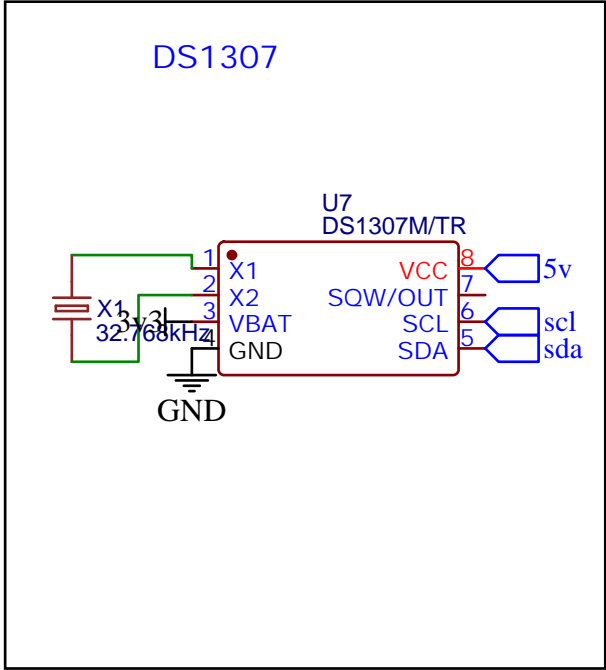 DS1307
U7
DS1307M/TR
1 X1
2 X2
3 VBAT
4 GND
VCC 8
SQW/OUT 7
SCL 6
SDA 5
5v
scl
sda
X1
32.768kHz
3v3
GND